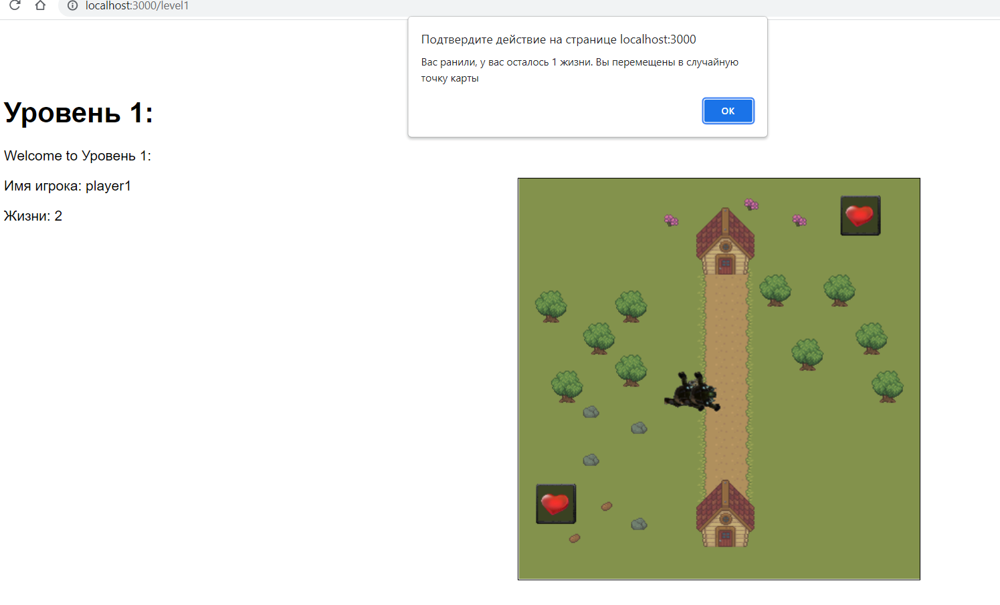 localhost:3000/level1
Подтвердите действие на странице localhost:3000
Вас ранили, у вас осталось 1 жизни. Вы перемещены в случайную
точку карты
ОК
Уровень 1:
Welcome to Уровень 1:
Имя игрока: player1
Жизни: 2